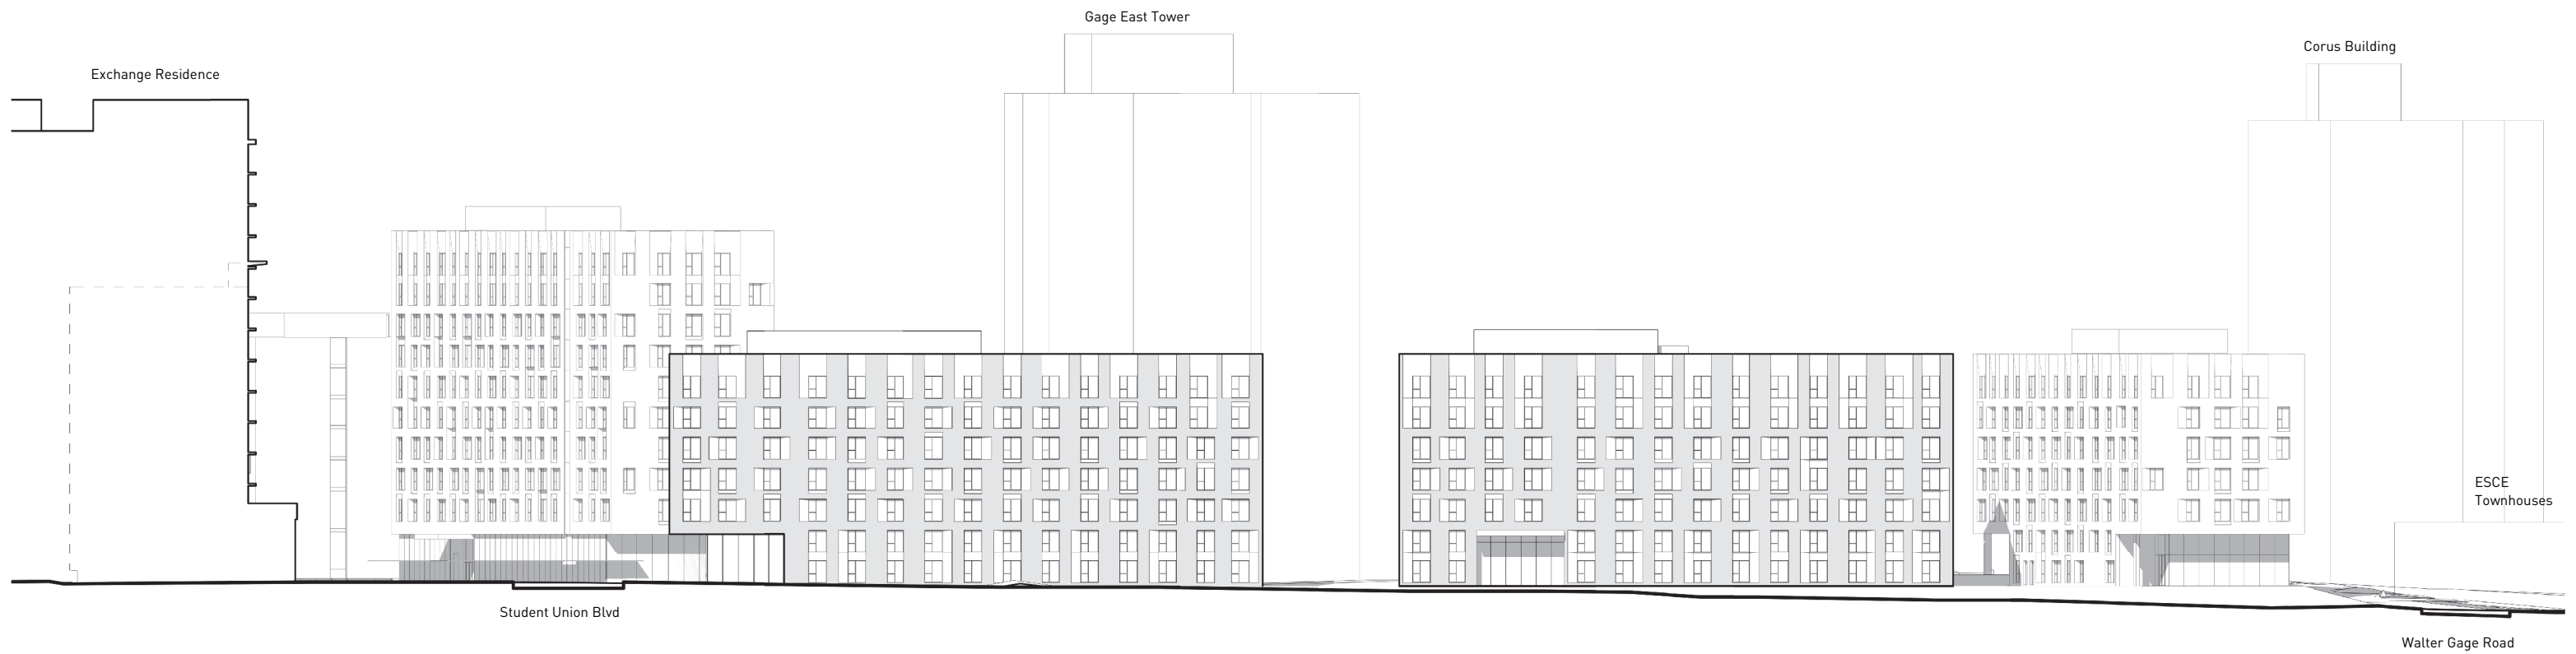 Gage East Tower
Corus Building
Exchange Residence
ESCE
Townhouses
Student Union Blvd
Walter Gage Road